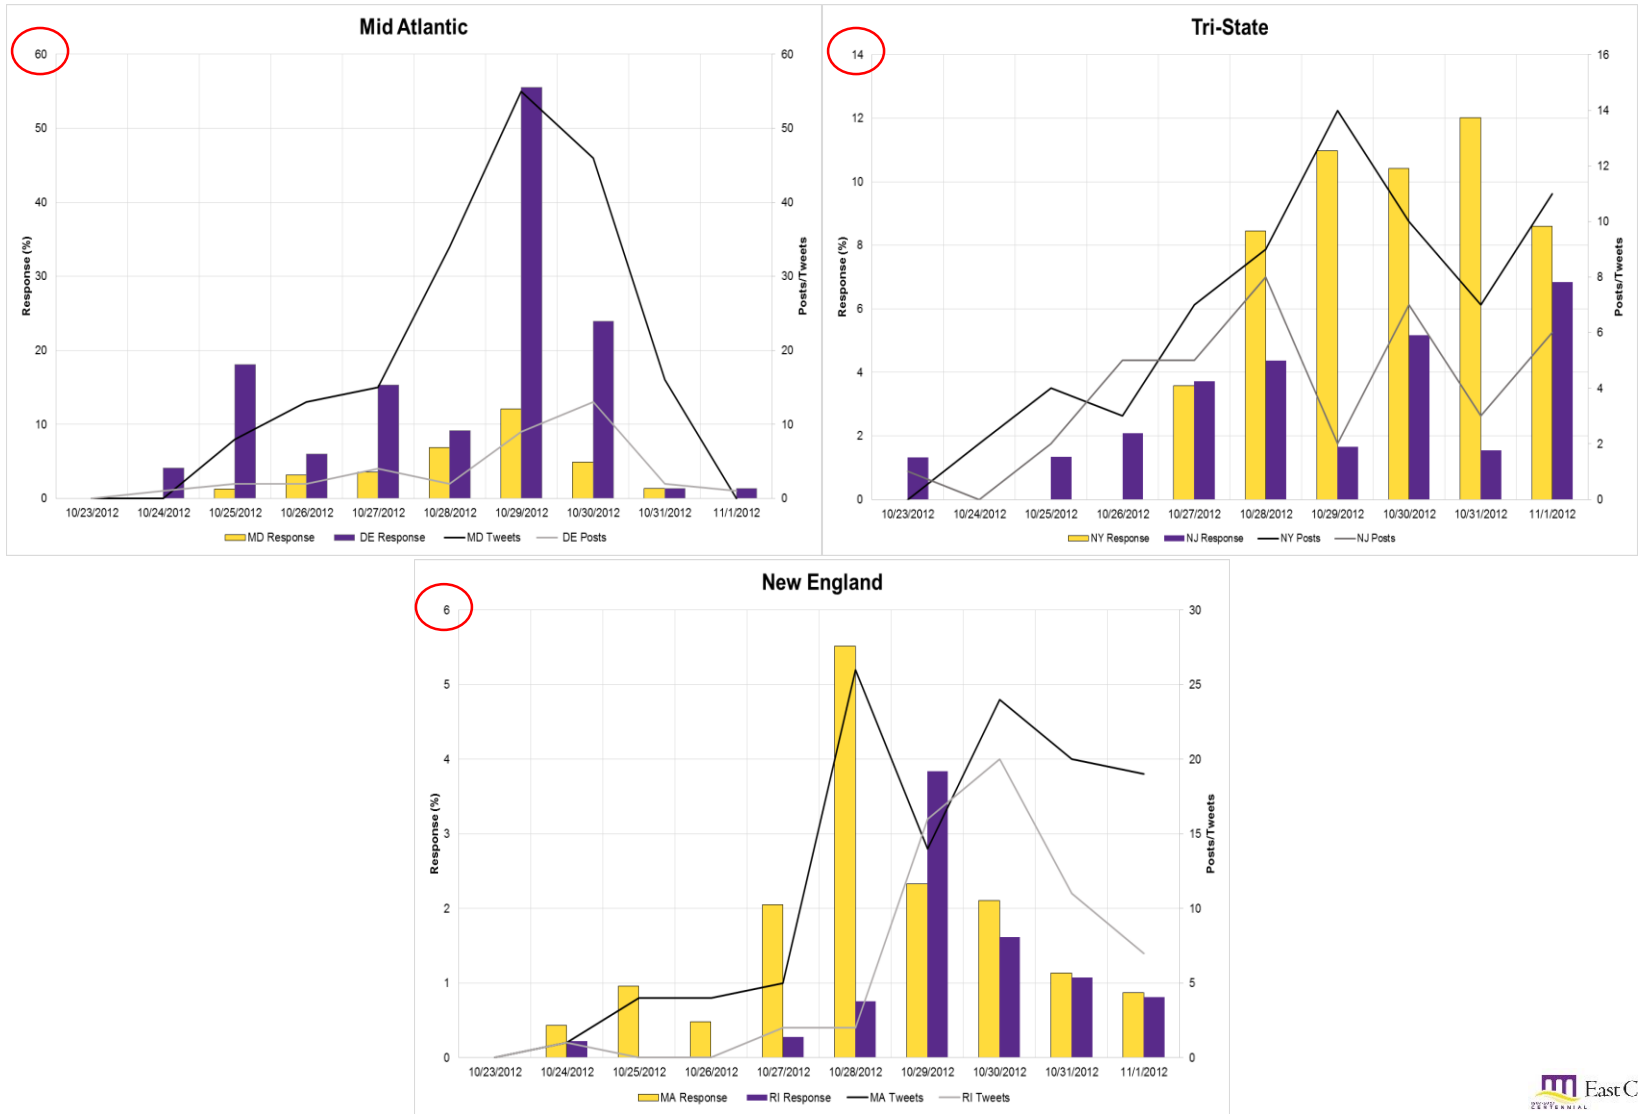 Mid Atlantic
60
50
40
30
20
10
0
Response (%)
60
50
40
30
20
10
0
Posts/Tweets
10/23/2012 10/24/2012 10/25/2012 10/26/2012 10/27/2012 10/28/2012 10/29/2012 10/30/2012 10/31/2012 11/1/2012
MD Response DE Response MD Tweets DE Posts
Tri-State
14
12
10
8
6
4
2
0
Response (%)
16
14
12
10
8
6
4
2
0
Posts/Tweets
10/23/2012 10/24/2012 10/25/2012 10/26/2012 10/27/2012 10/28/2012 10/29/2012 10/30/2012 10/31/2012 11/1/2012
NY Response NJ Response NY Posts NJ Posts
New England
6
5
4
3
2
1
0
Response (%)
30
25
20
15
10
5
0
Posts/Tweets
10/23/2012 10/24/2012 10/25/2012 10/26/2012 10/27/2012 10/28/2012 10/29/2012 10/30/2012 10/31/2012 11/1/2012
MA Response RI Response MA Tweets RI Tweets
East C
CENTENNIAL